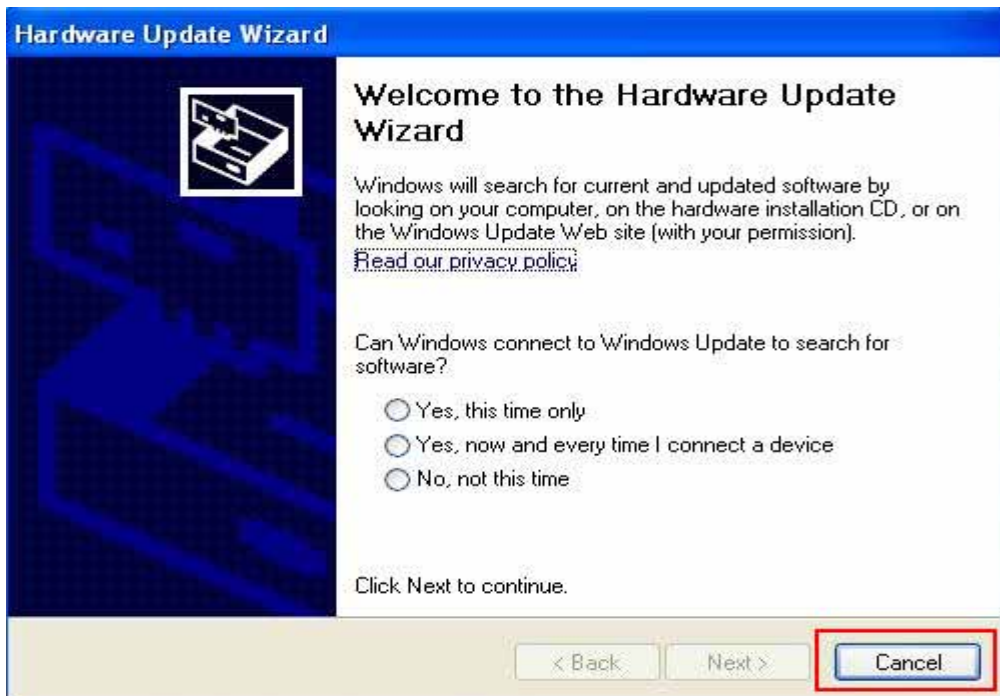 Hardware Update Wizard
Welcome to the Hardware Update
Wizard
Windows will search for current and updated software by
looking on your computer, on the hardware installation CD, or on
the Windows Update Web site (with your permission).
Read our privacy policy
Can Windows connect to Windows Update to search for
software?
Yes, this time only
Yes, now and every time I connect a device
No, not this time
Click Next to continue.
< Back Next > Cancel